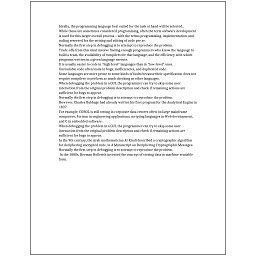 Ideally, the programming language best suited for the task at hand will be selected.
While these are sometimes considered programming, often the term software development
is used for this larger overall process – with the terms programming, implementation, and
coding reserved for the writing and editing of code per se.
Normally the first step in debugging is to attempt to reproduce the problem.
Trade-offs from this ideal involve finding enough programmers who know the language to
build a team, the availability of compilers for that language, and the efficiency with which
programs written in a given language execute.
It is usually easier to code in "high-level" languages than in "low-level" ones.
Unreadable code often leads to bugs, inefficiencies, and duplicated code.
Some languages are more prone to some kinds of faults because their specification does not
require compilers to perform as much checking as other languages.
When debugging the problem in a GUI, the programmer can try to skip some user
interaction from the original problem description and check if remaining actions are
sufficient for bugs to appear.
Normally the first step in debugging is to attempt to reproduce the problem.
However, Charles Babbage had already written his first program for the Analytical Engine in
1837.
For example, COBOL is still strong in corporate data centers often on large mainframe
computers, Fortran in engineering applications, scripting languages in Web development,
and C in embedded software.
When debugging the problem in a GUI, the programmer can try to skip some user
interaction from the original problem description and check if remaining actions are
sufficient for bugs to appear.
In the 9th century, the Arab mathematician Al-Kindi described a cryptographic algorithm
for deciphering encrypted code, in A Manuscript on Deciphering Cryptographic Messages.
Normally the first step in debugging is to attempt to reproduce the problem.
In the 1880s, Herman Hollerith invented the concept of storing data in machine-readable
form.